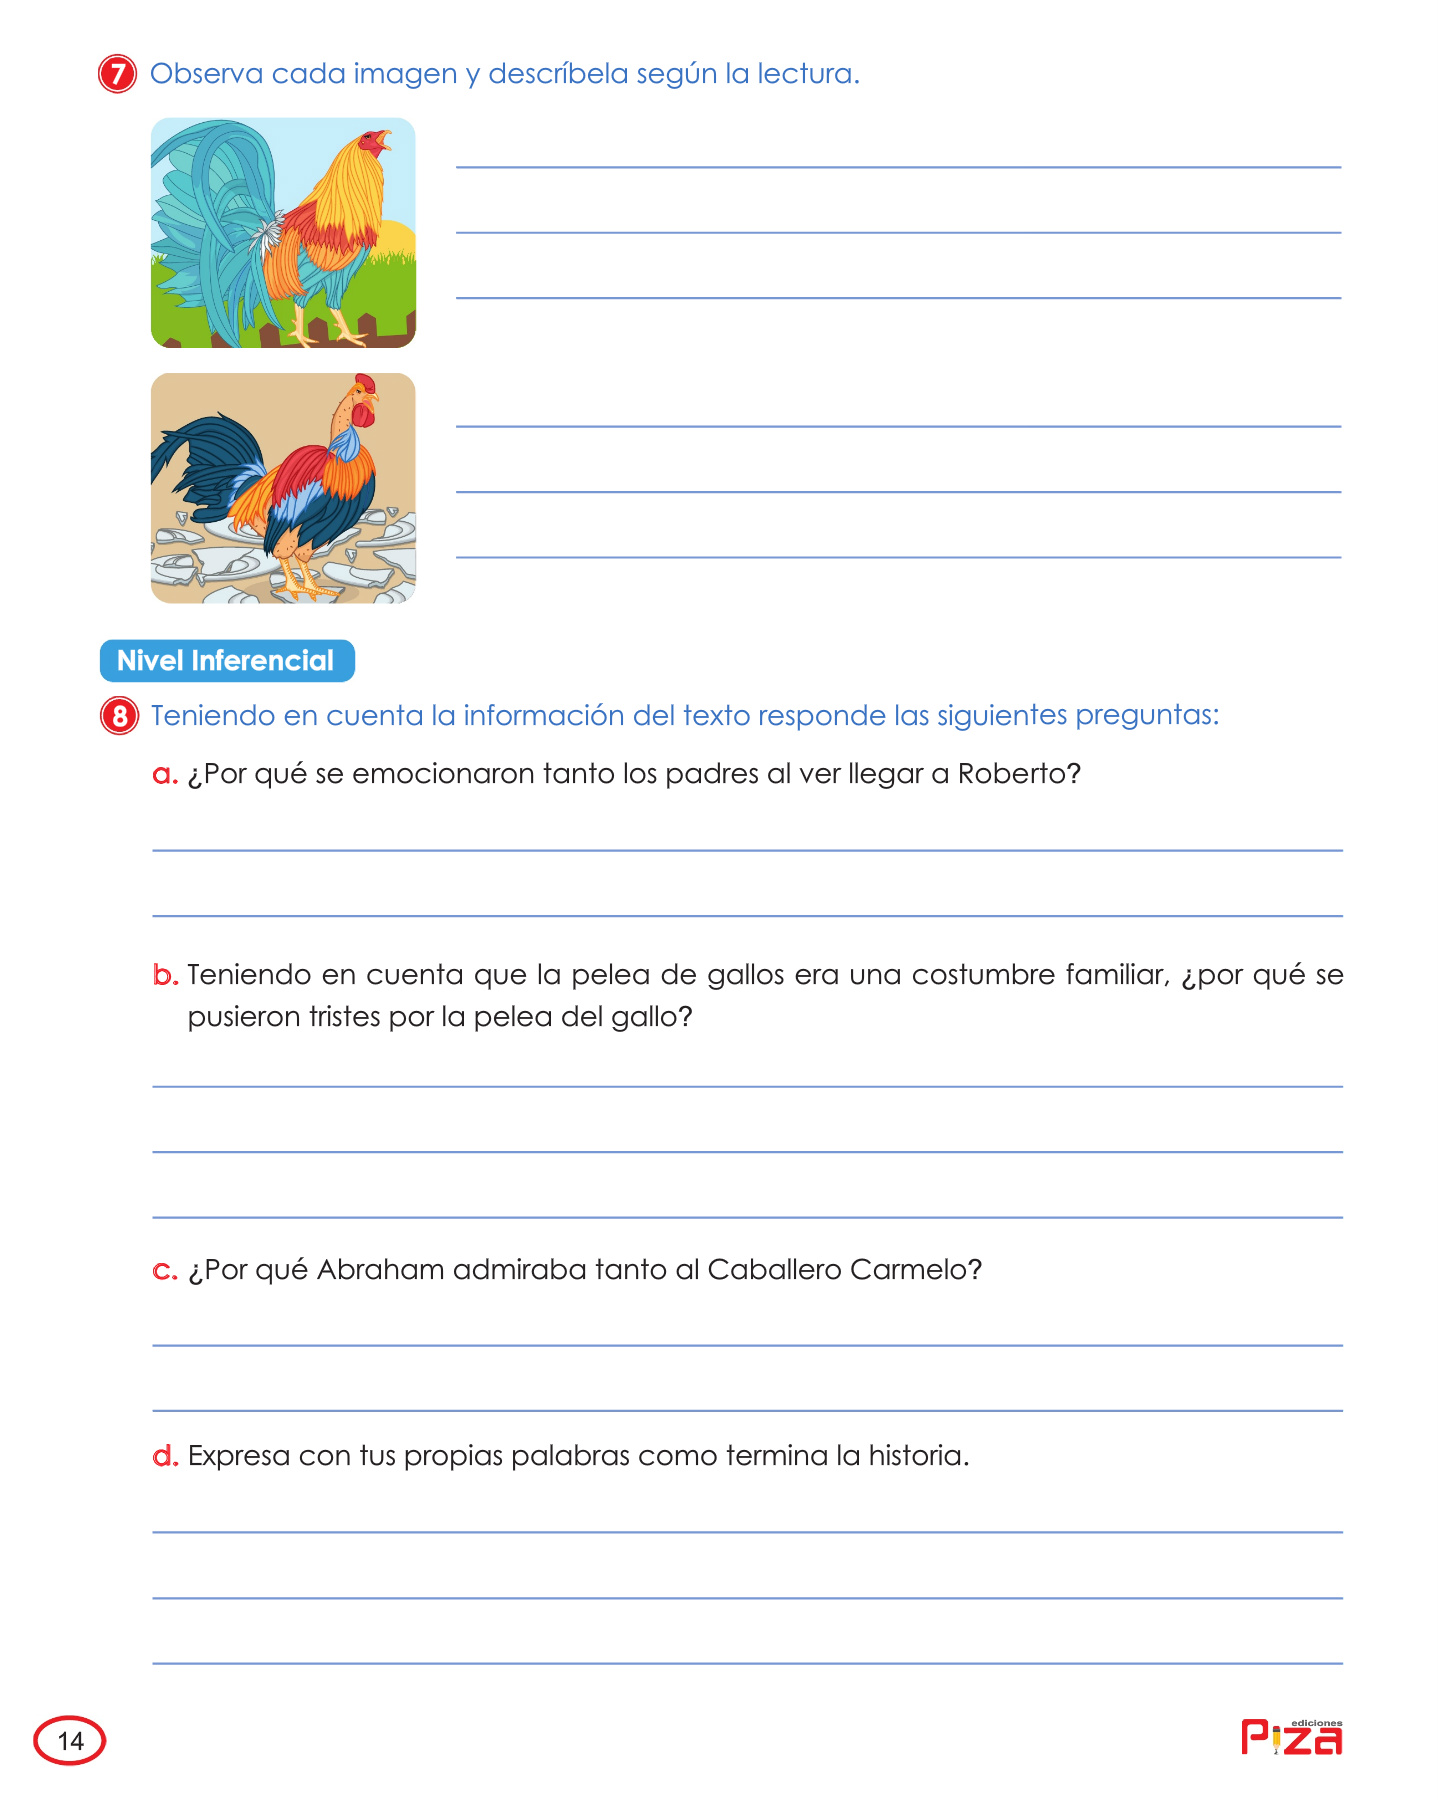 7 Observa cada imagen y descríbela según la lectura.
Nivel Inferencial
8 Teniendo en cuenta la información del texto responde las siguientes preguntas:
a. ¿Por qué se emocionaron tanto los padres al ver llegar a Roberto?
b. Teniendo en cuenta que la pelea de gallos era una costumbre familiar, ¿por qué se
pusieron tristes por la pelea del gallo?
c. ¿Por qué Abraham admiraba tanto al Caballero Carmelo?
d. Expresa con tus propias palabras como termina la historia.
14
ediciones
Piza